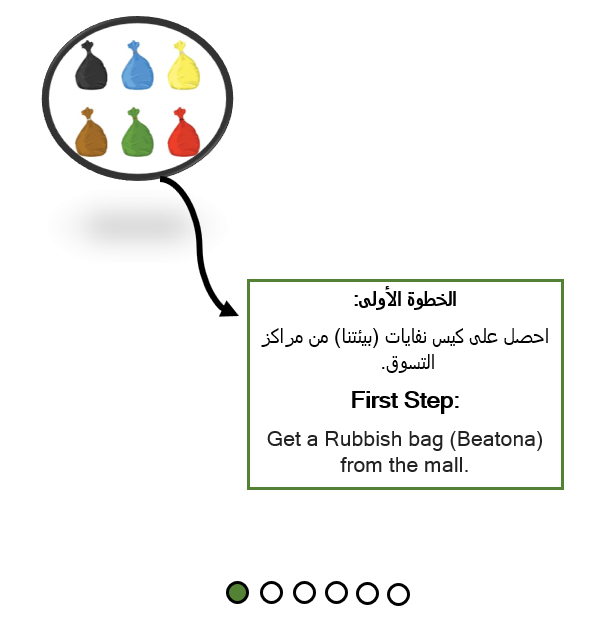 الخطوة الأولى:
احصل على كيس نفايات (بيئتنا) من مراكز
التسوق.
First Step:
Get a Rubbish bag (Beatona)
from the mall.